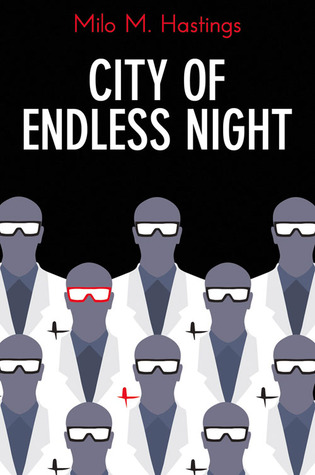 Milo M. Hastings
CITY OF
ENDLESS NIGHT